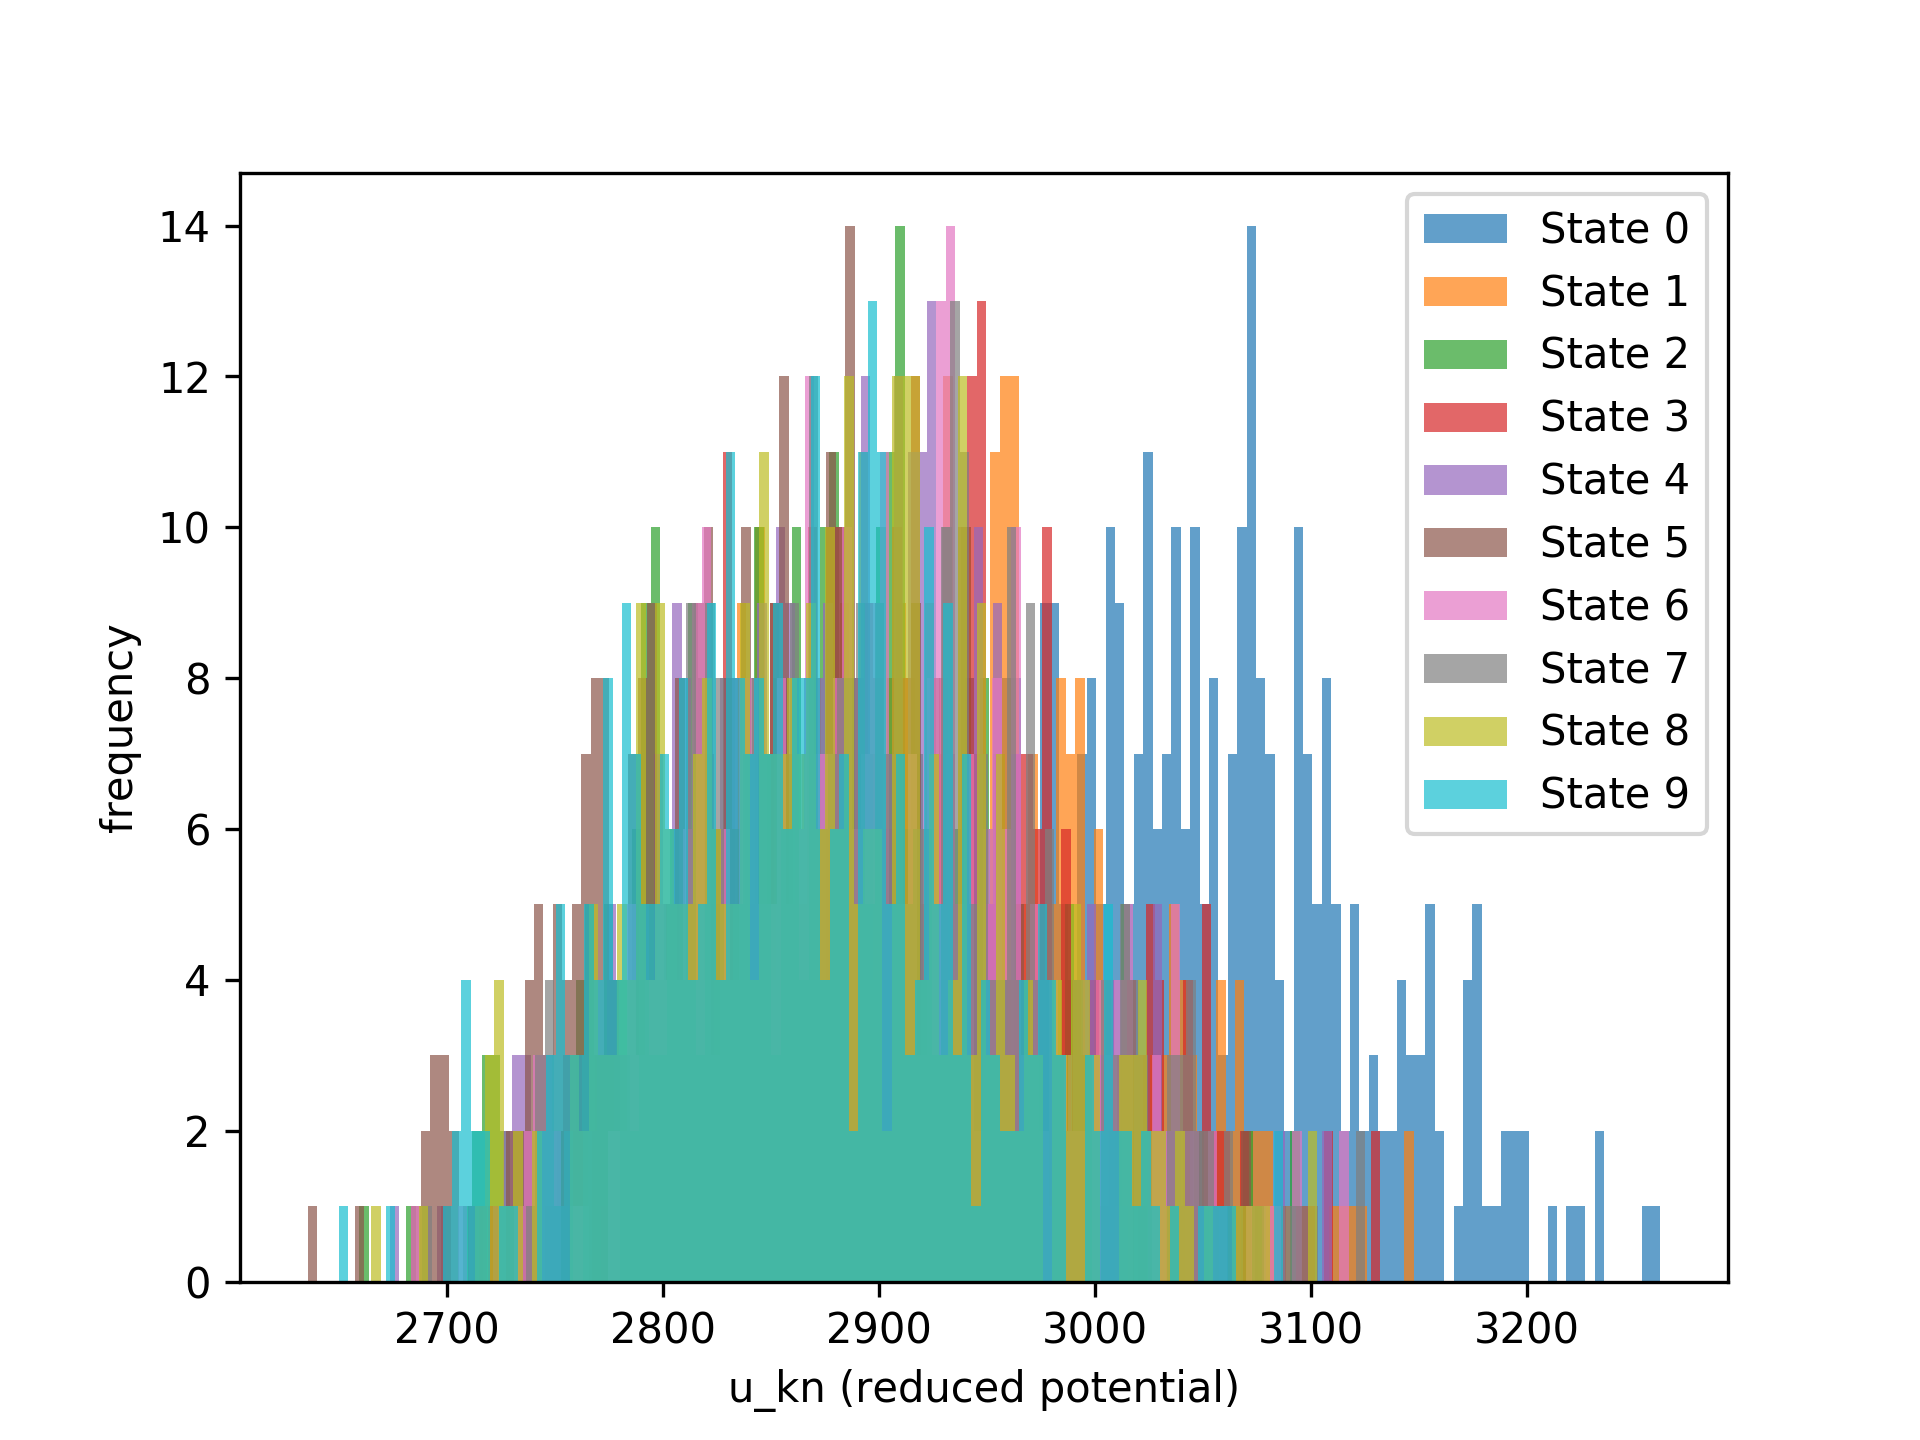 14
12
10
8
6
4
2
0
frequency
2700 2800 2900 3000 3100 3200
u_kn (reduced potential)
State 0
State 1
State 2
State 3
State 4
State 5
State 6
State 7
State 8
State 9